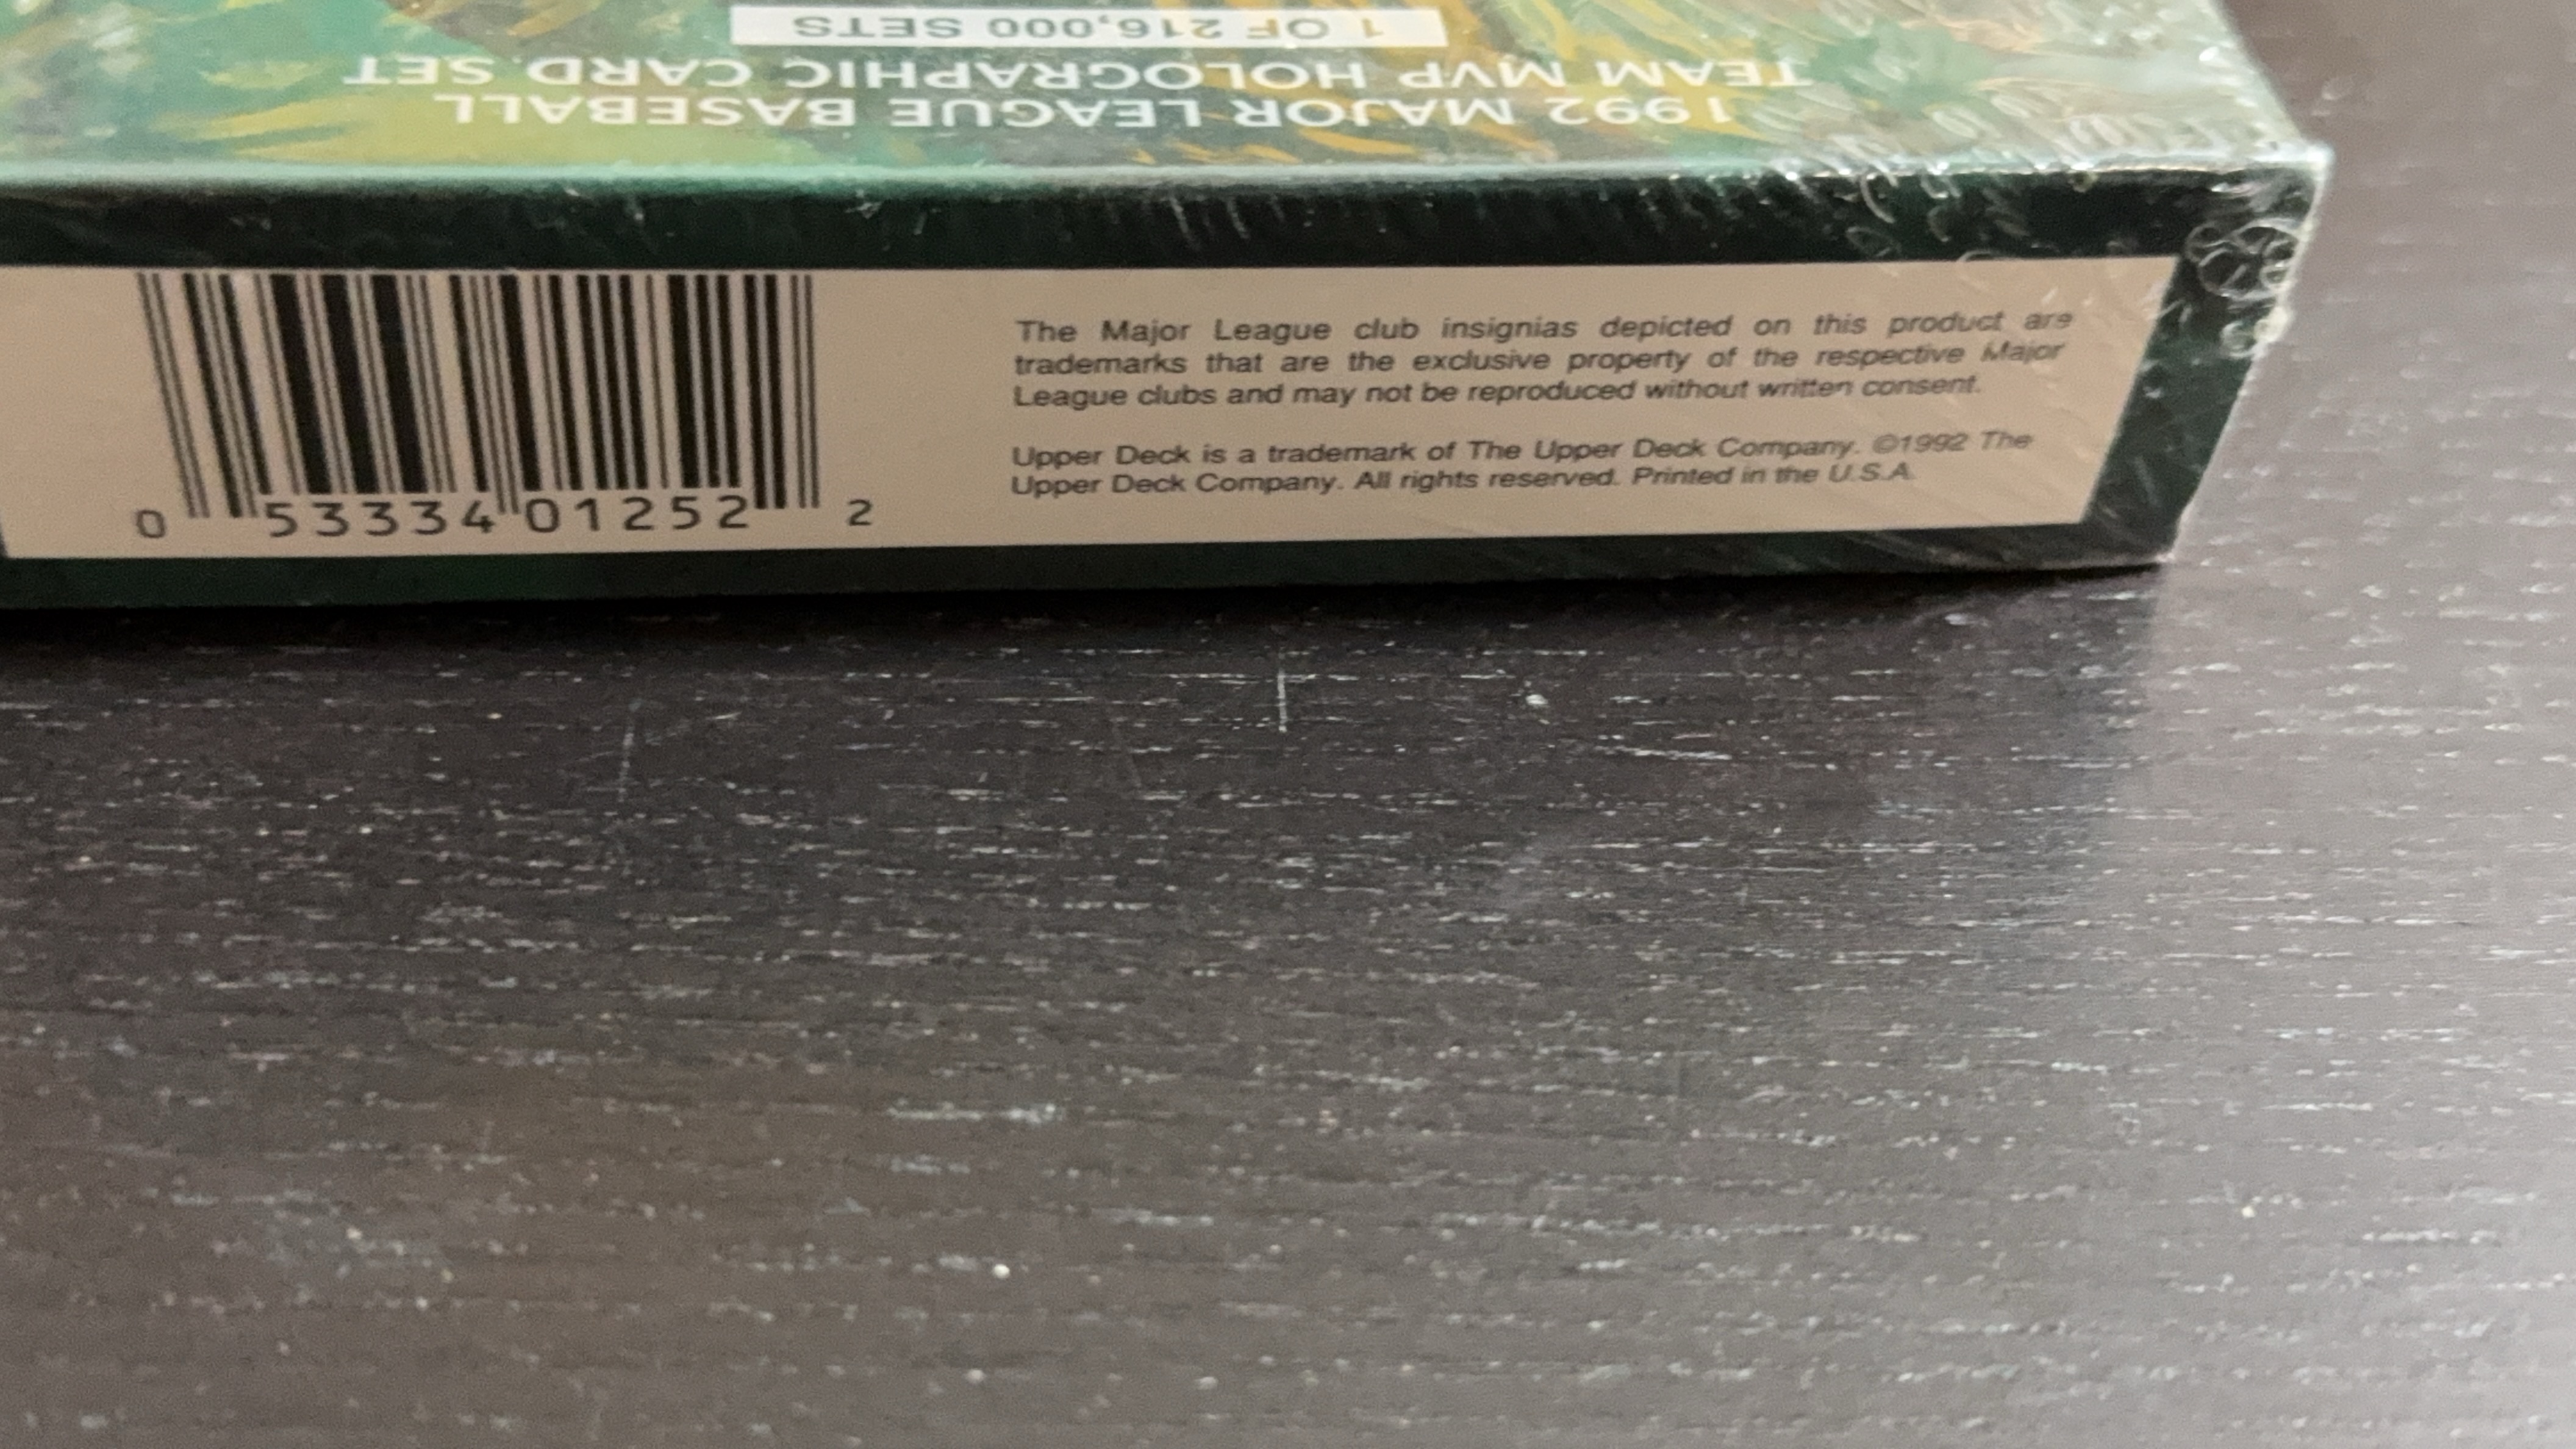 1992 MAJOR LEAGUE BASEBALL
TEAM MVP HOLOGRAPHIC CARD SET
1 OF 216,000 SETS
The Major League club insignias depicted on this product are
trademarks that are the exclusive property of the respective Major
League clubs and may not be reproduced without written consent.
Upper Deck is a trademark of The Upper Deck Company. ©1992 The
Upper Deck Company. All rights reserved. Printed in the U.S.A.
0 53334 01252 2